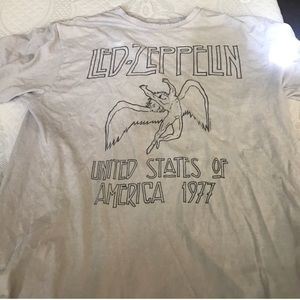 LED-ZEPPELIN
UNITED STATES OF
AMERICA 1977